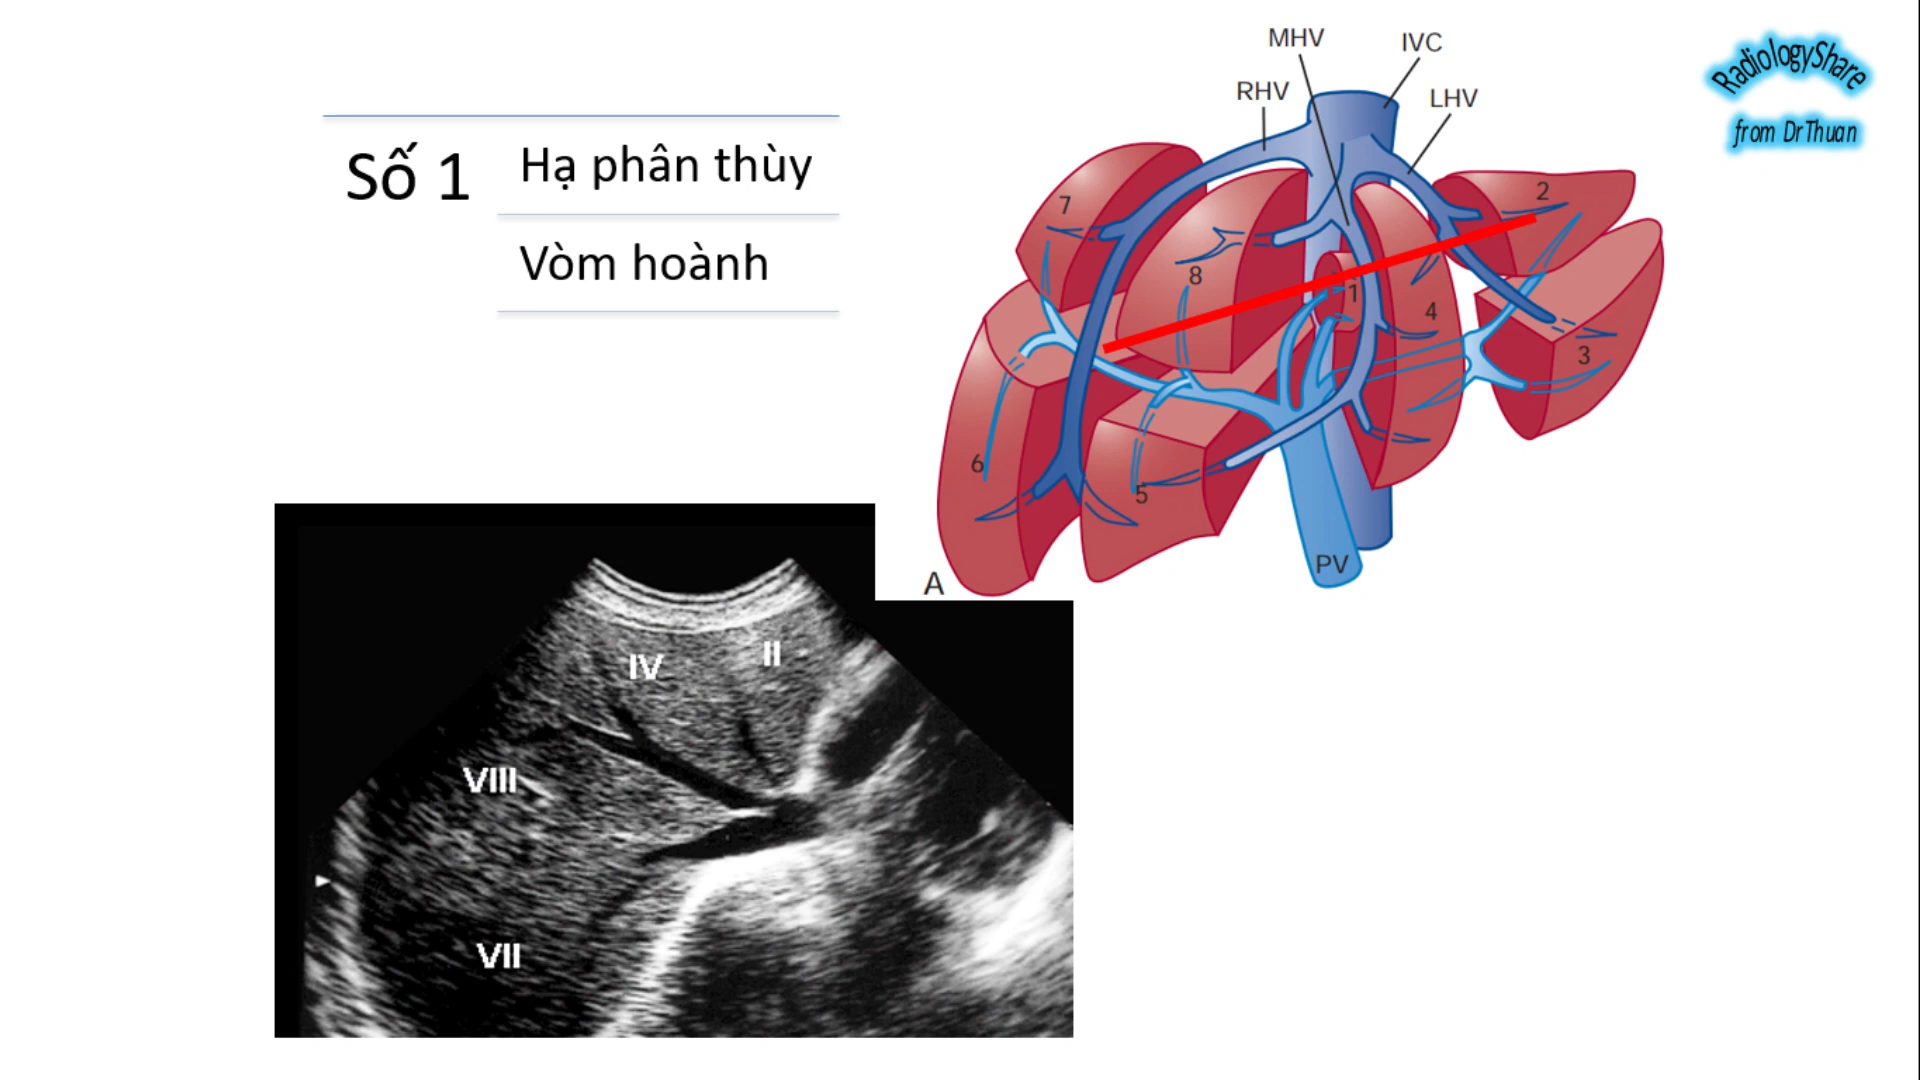 Số 1
Hạ phân thùy
Vòm hoành
MHV
IVC
RHV
LHV
7
2
8
1
4
3
6
5
PV
A
RadiologyShare
from DrThuan
IV
II
VIII
VII